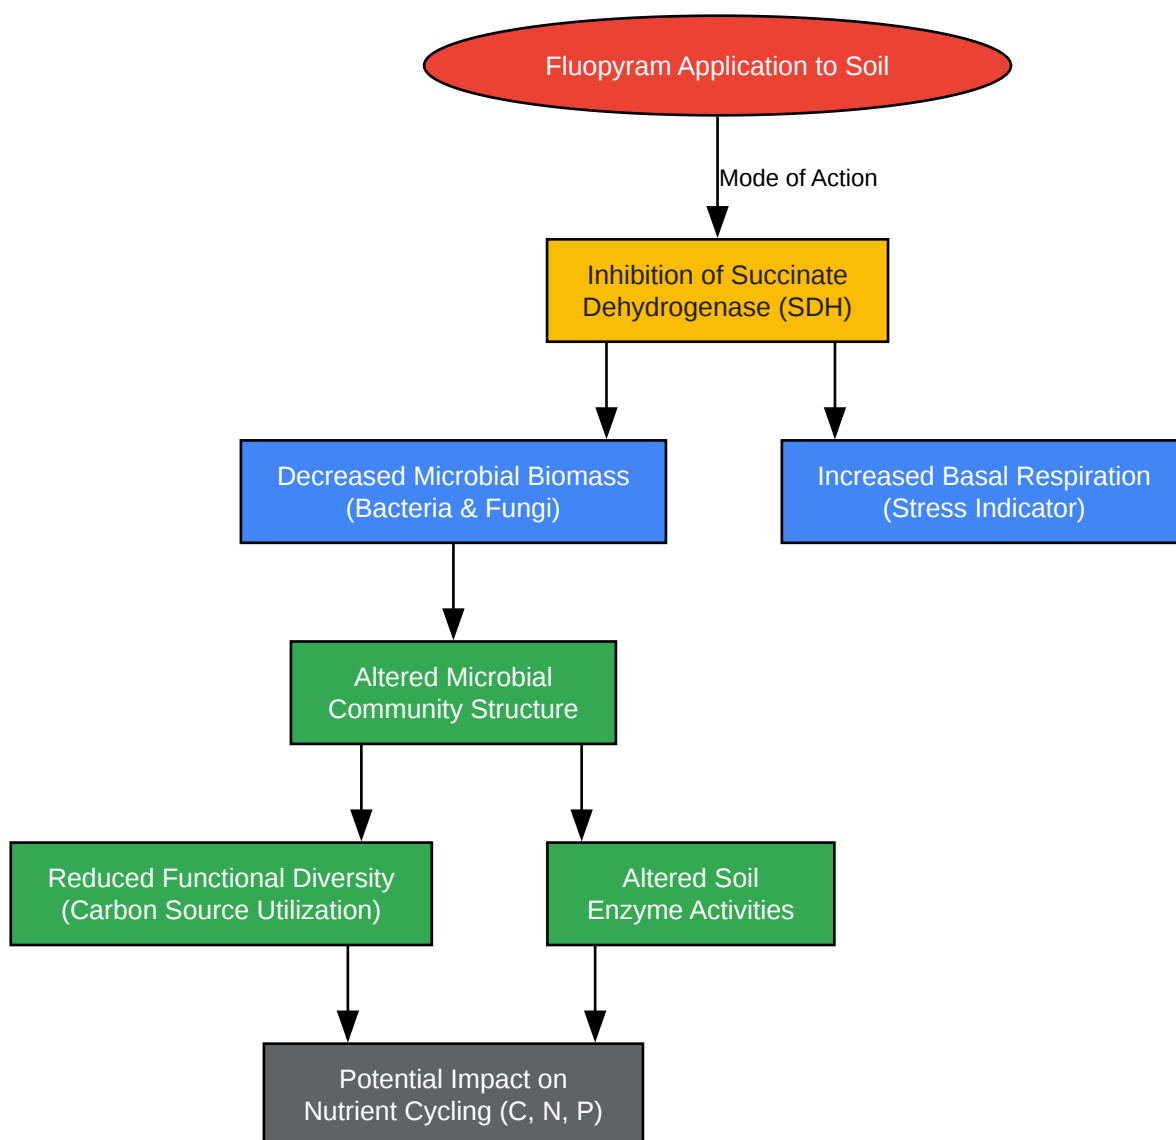 Fluopyram Application to Soil
Mode of Action
Inhibition of Succinate
Dehydrogenase (SDH)
Decreased Microbial Biomass
(Bacteria & Fungi)
Increased Basal Respiration
(Stress Indicator)
Altered Microbial
Community Structure
Reduced Functional Diversity
(Carbon Source Utilization)
Altered Soil
Enzyme Activities
Potential Impact on
Nutrient Cycling (C, N, P)